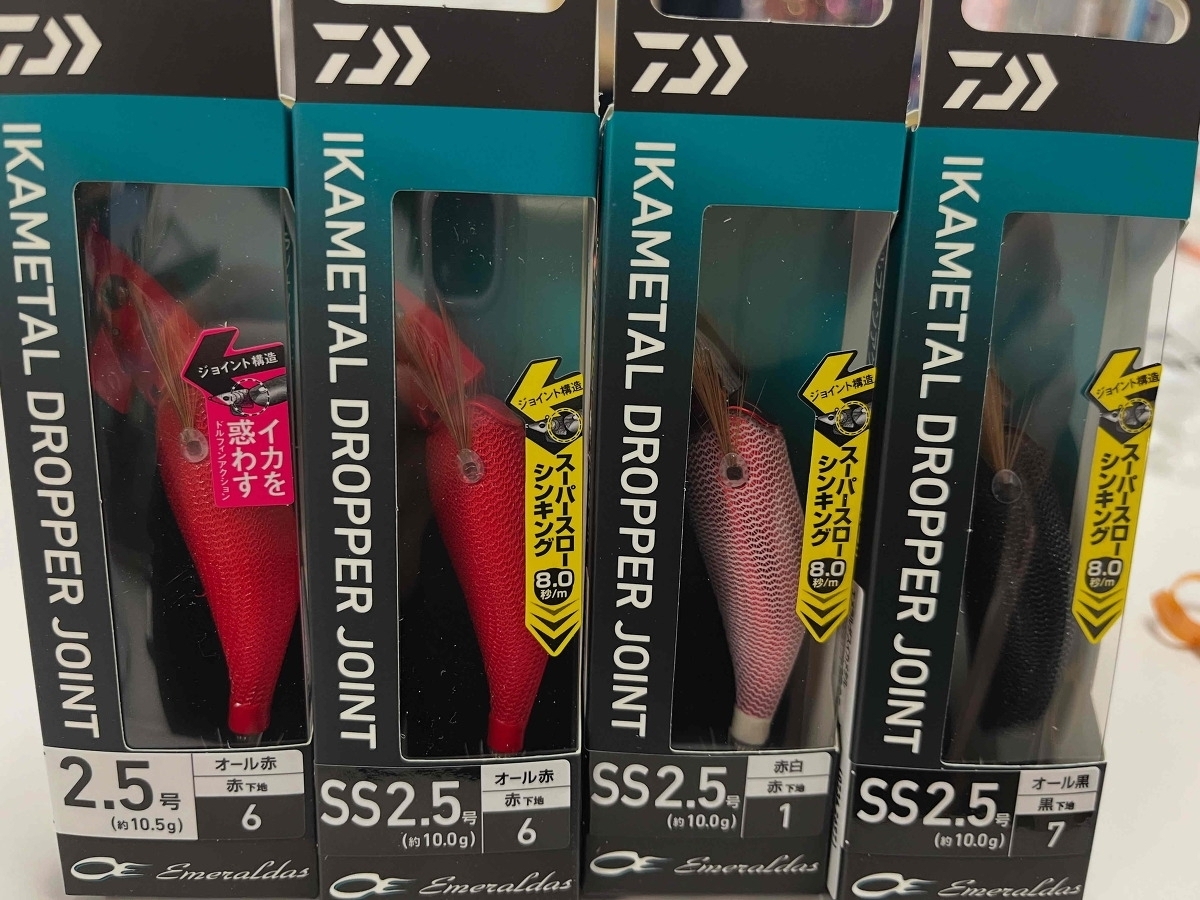 IKAMETAL DROPPER JOINT
ジョイント構造
イカを
惑わす
ドルフィンアクション
2.5号
(約10.5g)
オール赤
赤下地
6
Emeraldas
IKAMETAL DROPPER JOINT
ジョイント構造
スーパースロー
シンキング
8.0
秒/m
SS2.5号
(約10.0g)
オール赤
赤下地
6
Emeraldas
IKAMETAL DROPPER JOINT
ジョイント構造
スーパースロー
シンキング
8.0
秒/m
SS2.5号
(約10.0g)
赤白
赤下地
1
Emeraldas
IKAMETAL DROPPER JOINT
ジョイント構造
スーパースロー
シンキング
8.0
秒/m
SS2.5号
(約10.0g)
オール黒
黒下地
7
Emeraldas